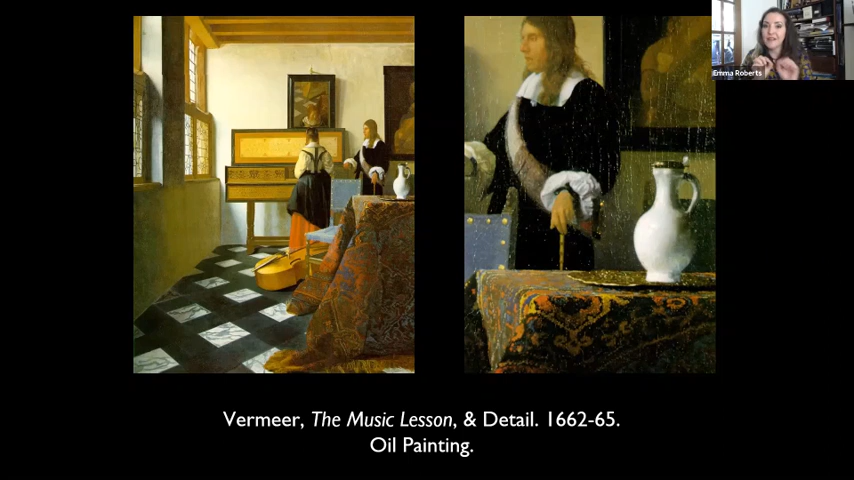 Emma Roberts
Vermeer, The Music Lesson, & Detail. 1662-65.
Oil Painting.